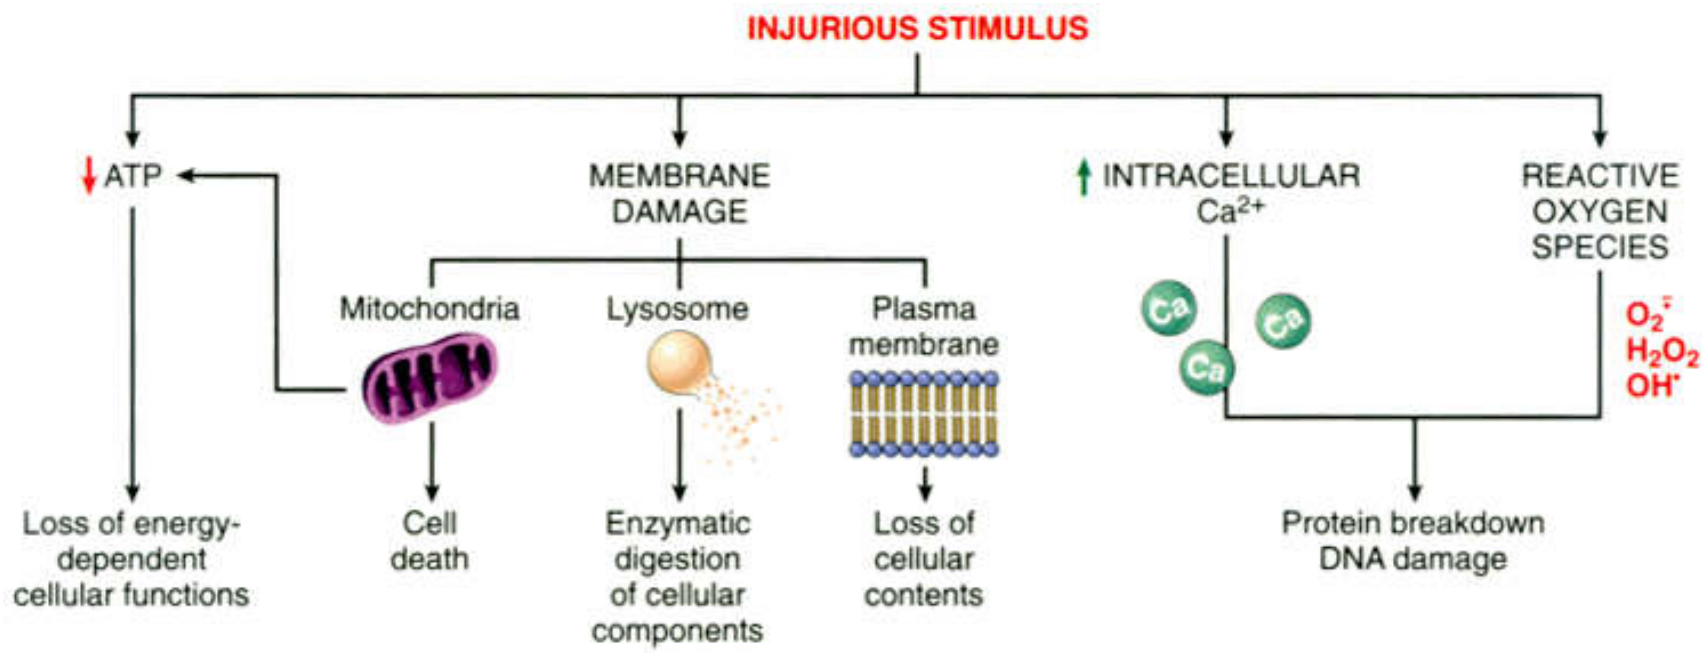 INJURIOUS STIMULUS
ATP
MEMBRANE
DAMAGE
INTRACELLULAR
Ca²⁺
REACTIVE
OXYGEN
SPECIES
Mitochondria
Lysosome
Plasma
membrane
Ca
Ca
Ca
O₂•̄
H₂O₂
OH•
Loss of energy-
dependent
cellular functions
Cell
death
Enzymatic
digestion
of cellular
components
Loss of
cellular
contents
Protein breakdown
DNA damage